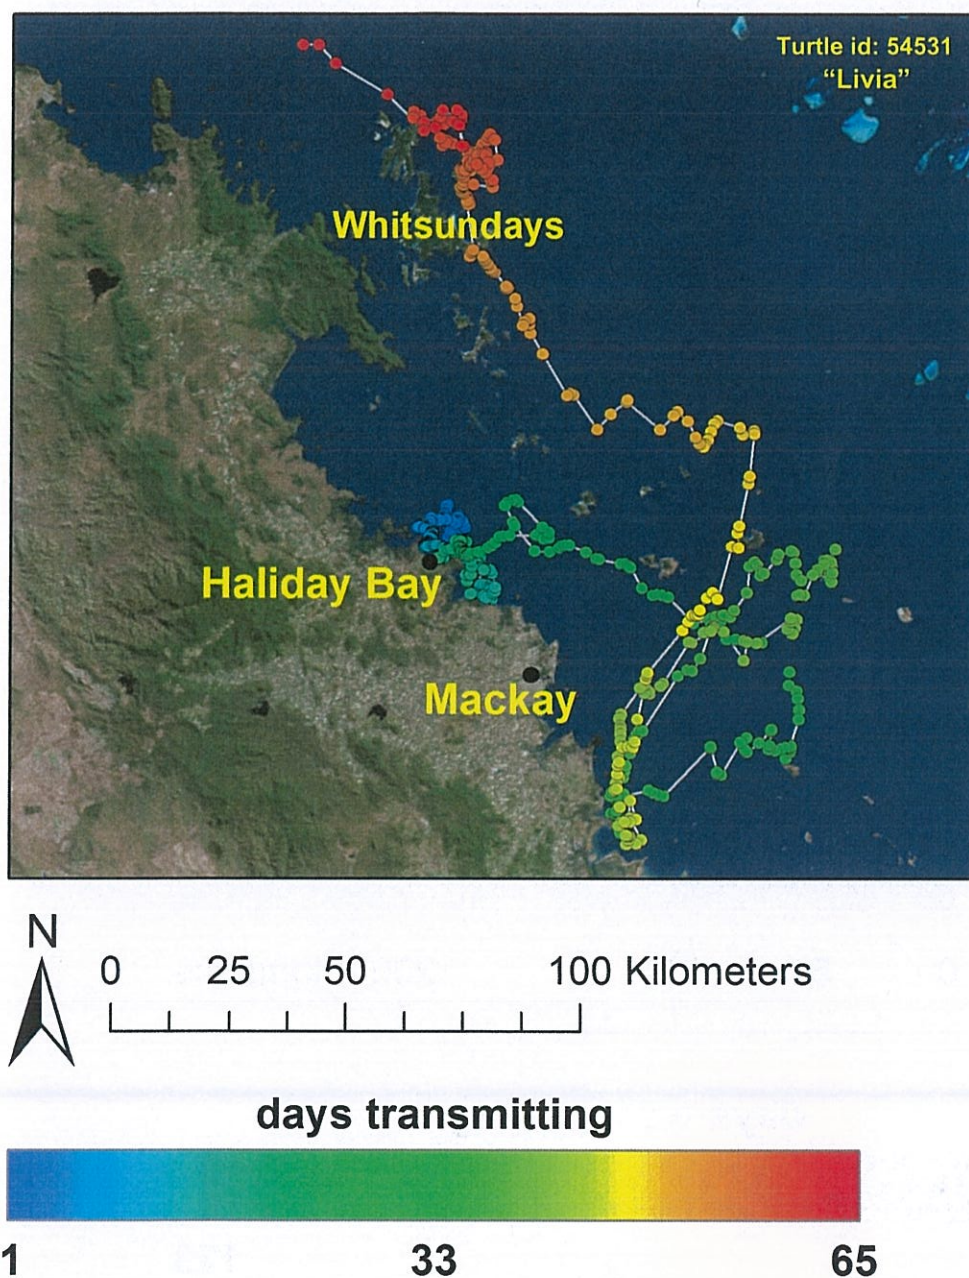 Turtle id: 54531
“Livia”
Whitsundays
Haliday Bay
Mackay
N
0 25 50 100 Kilometers
days transmitting
1 33 65